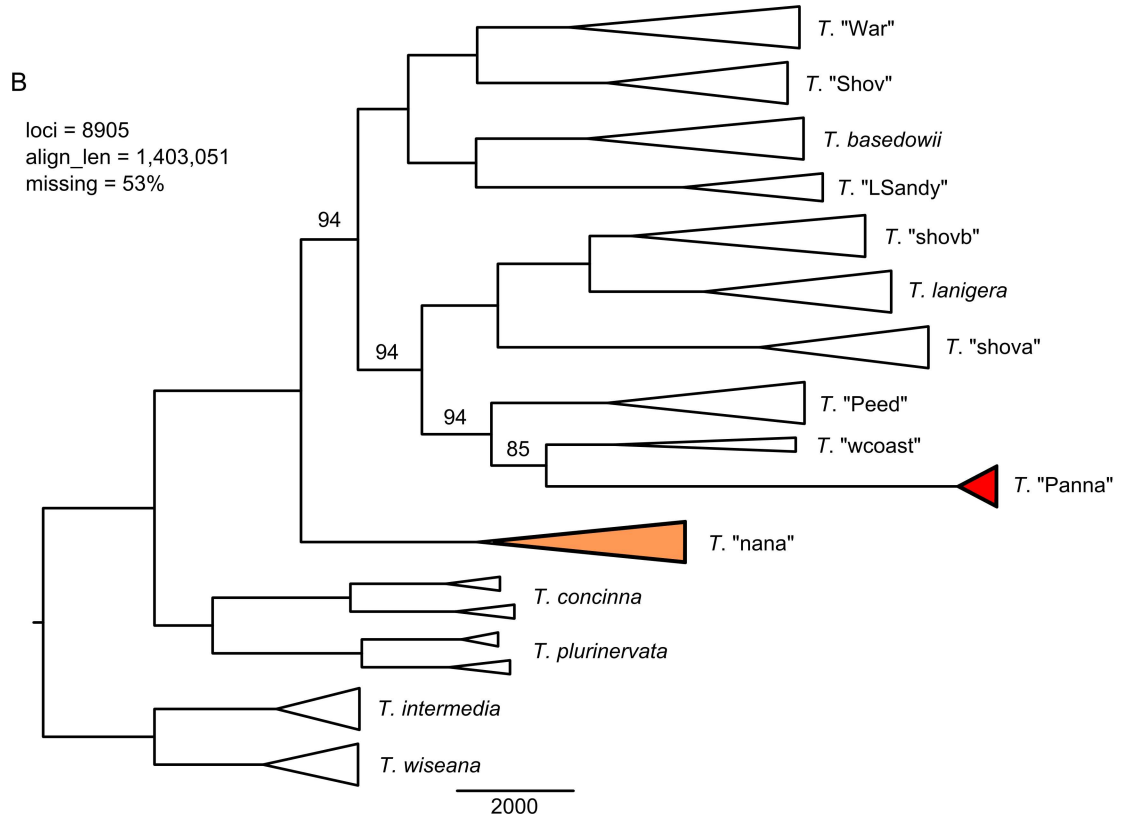 B
loci = 8905
align_len = 1,403,051
missing = 53%
T. "War"
T. "Shov"
T. basedowii
T. "LSandy"
94
T. "shovb"
T. lanigera
94
T. "shova"
94
T. "Peed"
85
T. "wcoast"
T. "Panna"
T. "nana"
T. concinna
T. plurinervata
T. intermedia
T. wiseana
2000